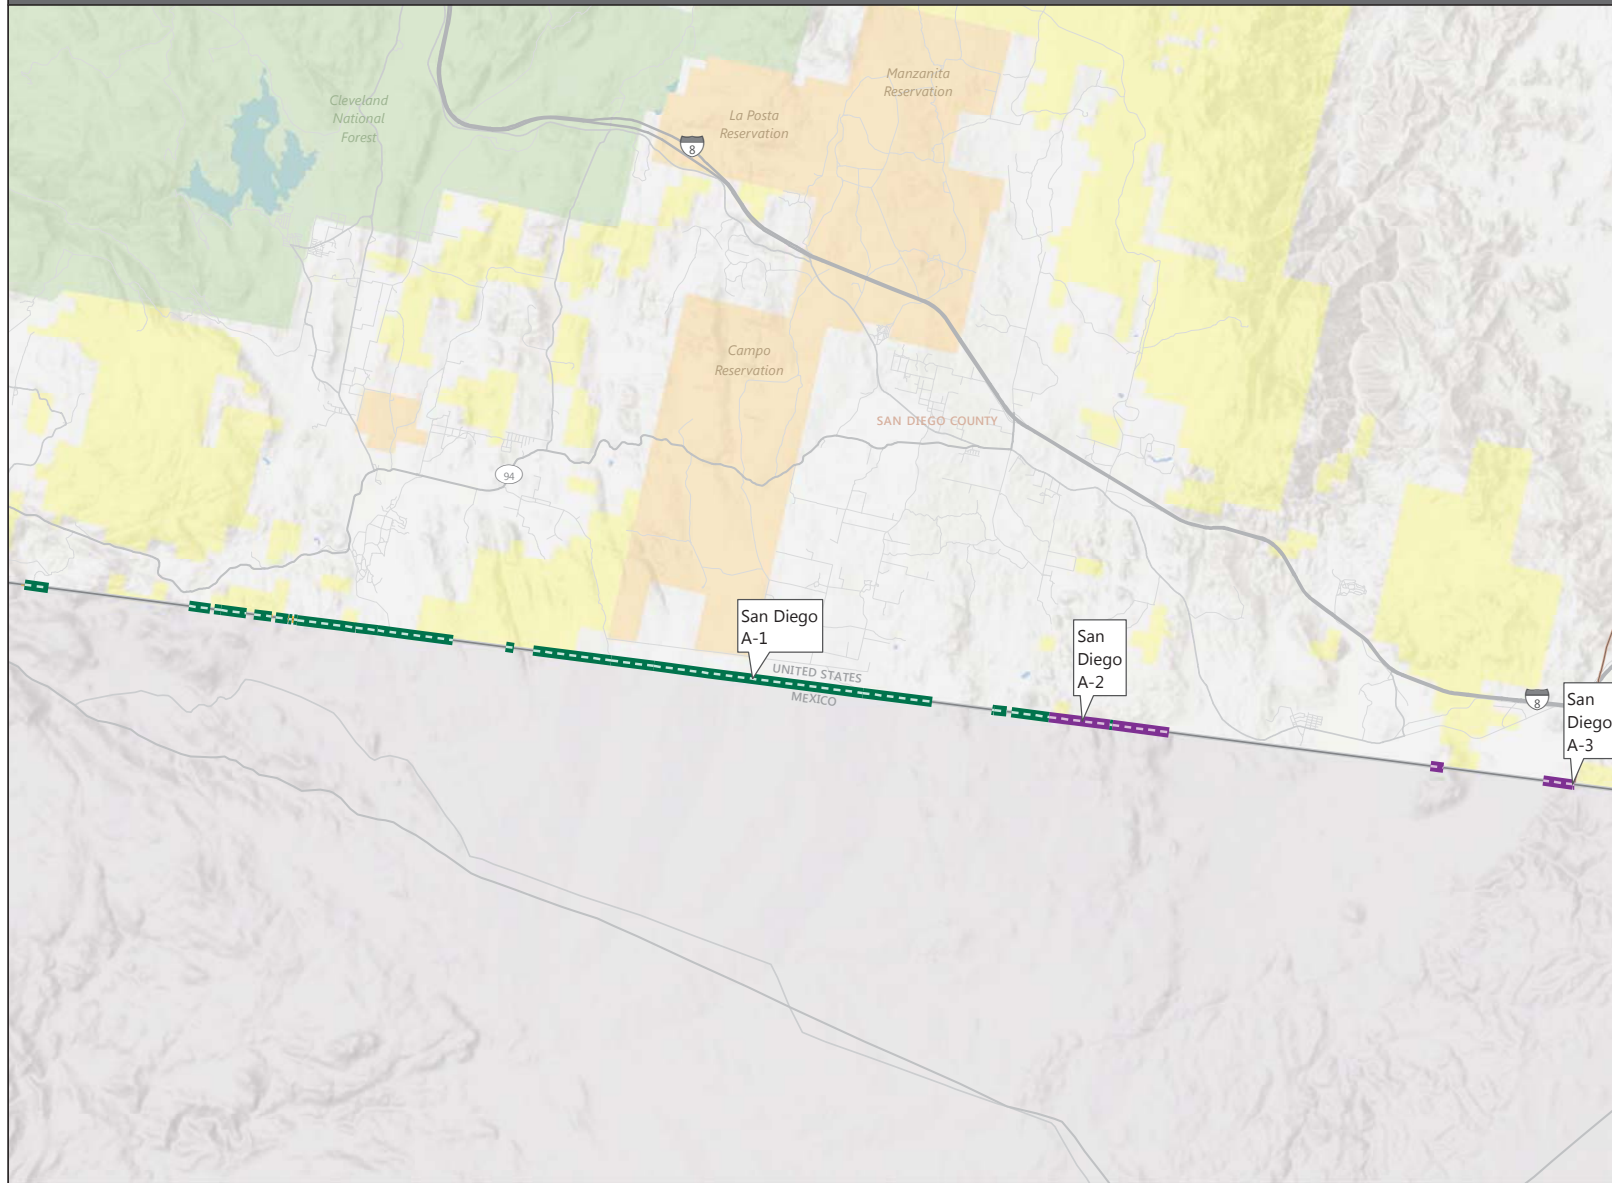 Manzanita
Reservation
Cleveland
National
Forest
La Posta
Reservation
8
Campo
Reservation
SAN DIEGO COUNTY
94
San Diego
A-1
San
Diego
A-2
UNITED STATES
MEXICO
8
San
Diego
A-3